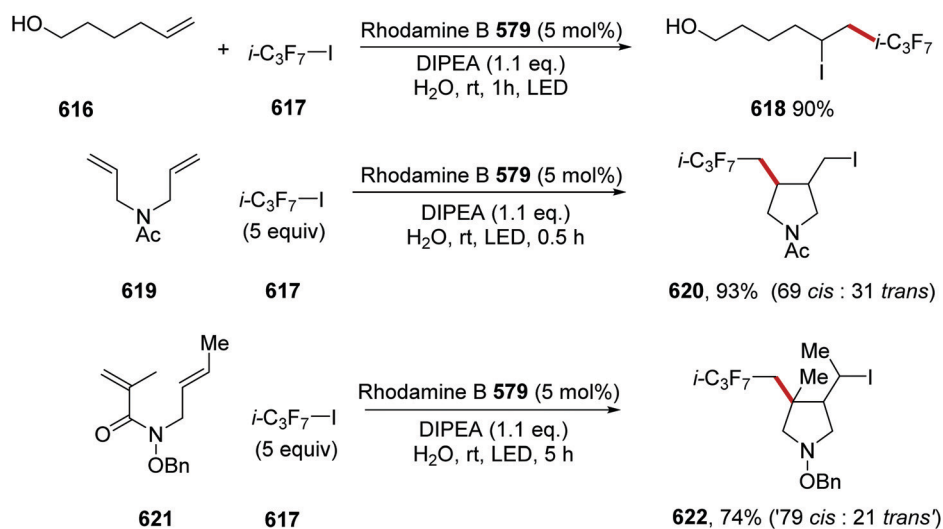 HO
+
i-C3F7—I
Rhodamine B 579 (5 mol%)
DIPEA (1.1 eq.)
H2O, rt, 1h, LED
HO
I
i-C3F7
616
617
618 90%
N
Ac
i-C3F7—I
(5 equiv)
Rhodamine B 579 (5 mol%)
DIPEA (1.1 eq.)
H2O, rt, LED, 0.5 h
i-C3F7
I
N
Ac
619
617
620, 93% (69 cis : 31 trans)
Me
O
N
OBn
i-C3F7—I
(5 equiv)
Rhodamine B 579 (5 mol%)
DIPEA (1.1 eq.)
H2O, rt, LED, 5 h
Me
i-C3F7
Me
I
N
OBn
621
617
622, 74% ('79 cis : 21 trans')